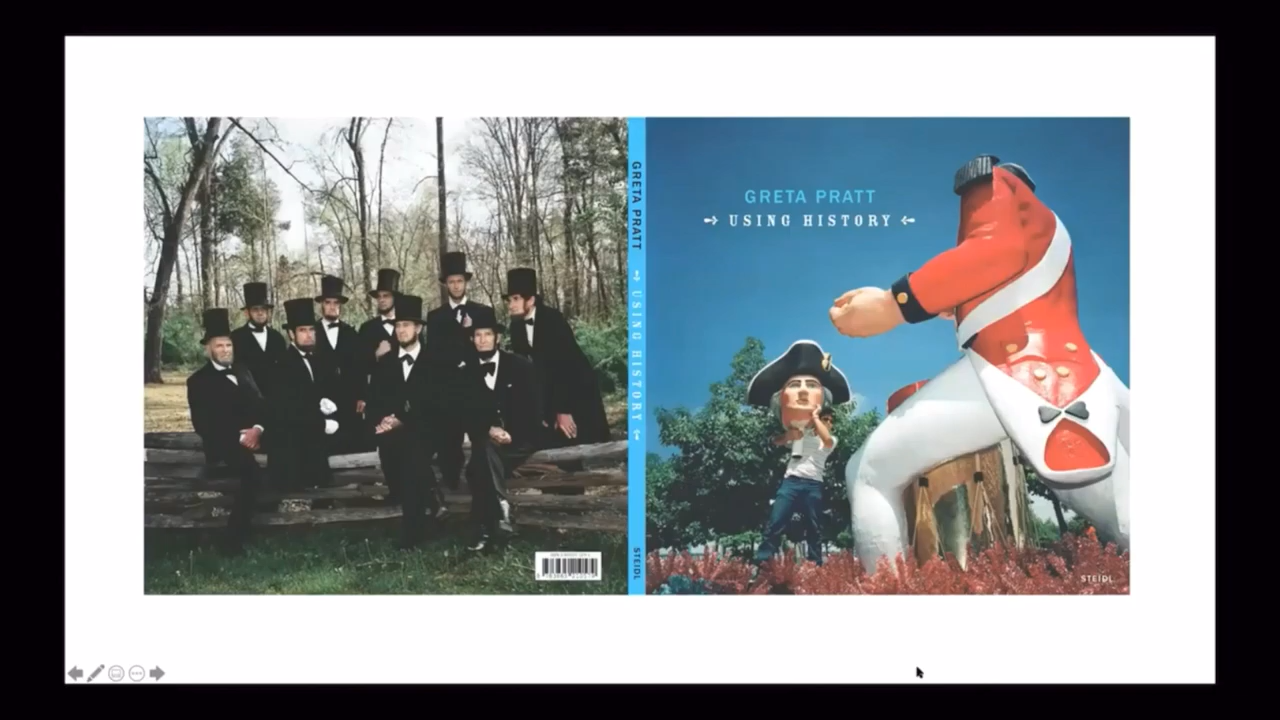 GRETA PRATT
USING HISTORY
STEIDL
GRETA PRATT
USING HISTORY
STEIDL